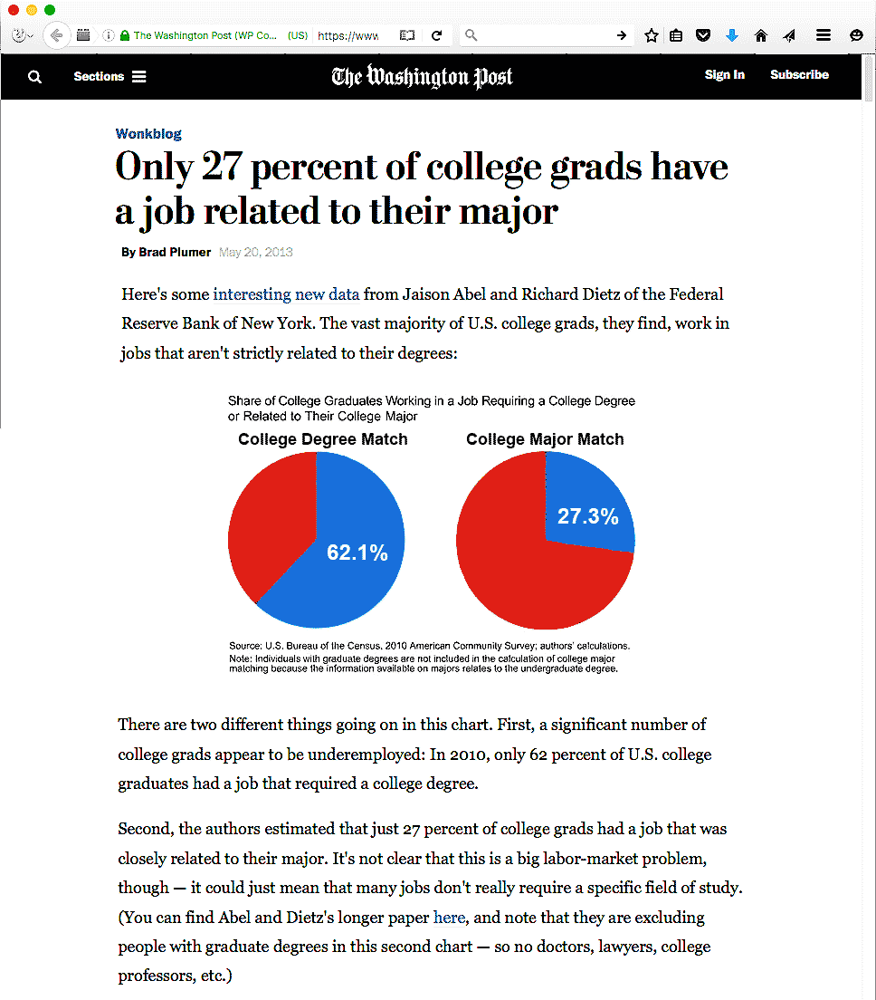 The Washington Post (WP Co... (US) https://www
Sections The Washington Post Sign In Subscribe
Wonkblog
Only 27 percent of college grads have
a job related to their major
By Brad Plumer May 20, 2013
Here's some interesting new data from Jaison Abel and Richard Dietz of the Federal
Reserve Bank of New York. The vast majority of U.S. college grads, they find, work in
jobs that aren't strictly related to their degrees:
Share of College Graduates Working in a Job Requiring a College Degree
or Related to Their College Major
College Degree Match College Major Match
27.3%
62.1%
Source: U.S. Bureau of the Census, 2010 American Community Survey; authors' calculations.
Note: Individuals with graduate degrees are not included in the calculation of college major
matching because the information available on majors relates to the undergraduate degree.
There are two different things going on in this chart. First, a significant number of
college grads appear to be underemployed: In 2010, only 62 percent of U.S. college
graduates had a job that required a college degree.
Second, the authors estimated that just 27 percent of college grads had a job that was
closely related to their major. It's not clear that this is a big labor-market problem,
though — it could just mean that many jobs don't really require a specific field of study.
(You can find Abel and Dietz's longer paper here, and note that they are excluding
people with graduate degrees in this second chart — so no doctors, lawyers, college
professors, etc.)